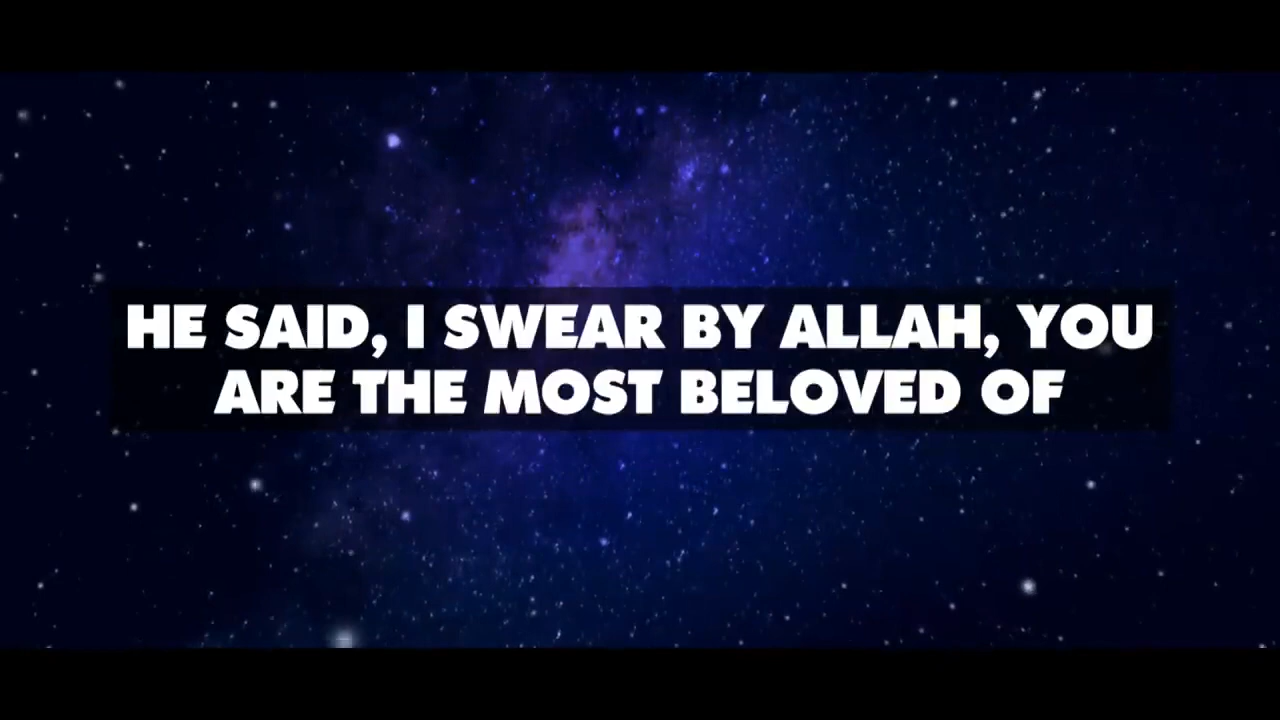 HE SAID, I SWEAR BY ALLAH, YOU
ARE THE MOST BELOVED OF